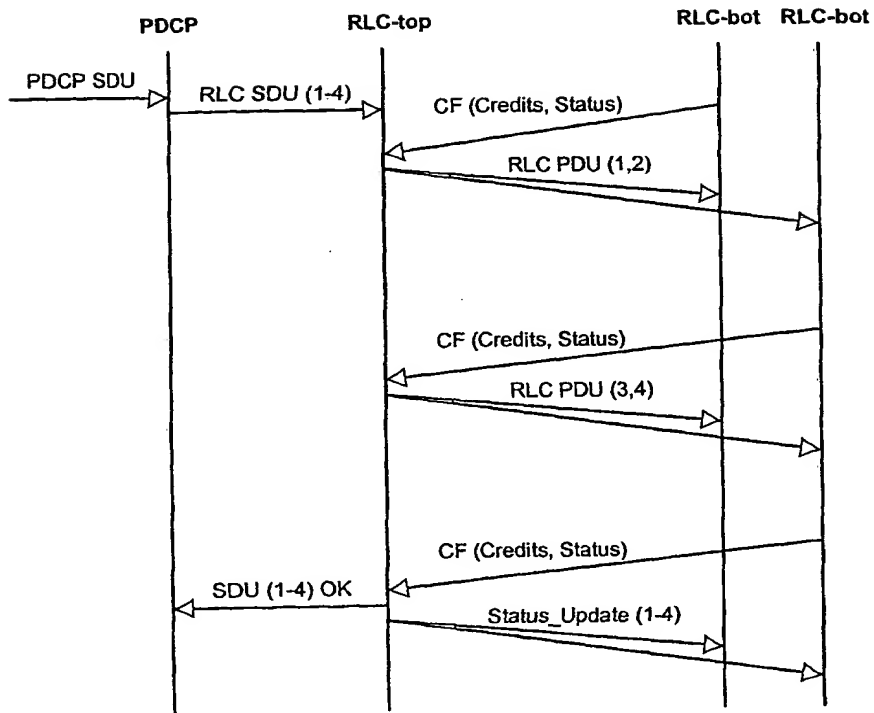 PDCP RLC-top RLC-bot RLC-bot
PDCP SDU
RLC SDU (1-4)
CF (Credits, Status)
RLC PDU (1,2)
CF (Credits, Status)
RLC PDU (3,4)
CF (Credits, Status)
SDU (1-4) OK
Status_Update (1-4)